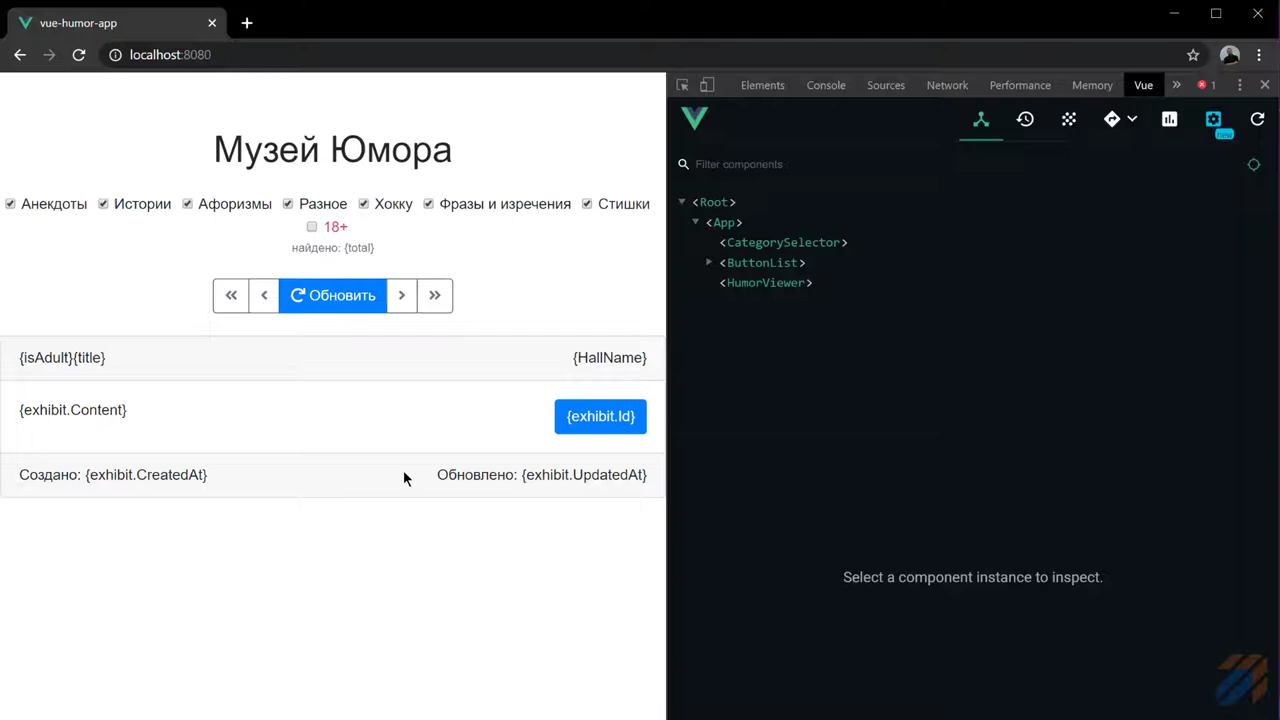 vue-humor-app
localhost:8080
Музей Юмора
Анекдоты Истории Афоризмы Разное Хокку Фразы и изречения Стишки
18+
найдено: {total}
Обновить
{isAdult}{title} {HallName}
{exhibit.Content} {exhibit.Id}
Создано: {exhibit.CreatedAt} Обновлено: {exhibit.UpdatedAt}
Elements Console Sources Network Performance Memory Vue 1
new
Filter components
<Root>
<App>
<CategorySelector>
<ButtonList>
<HumorViewer>
Select a component instance to inspect.